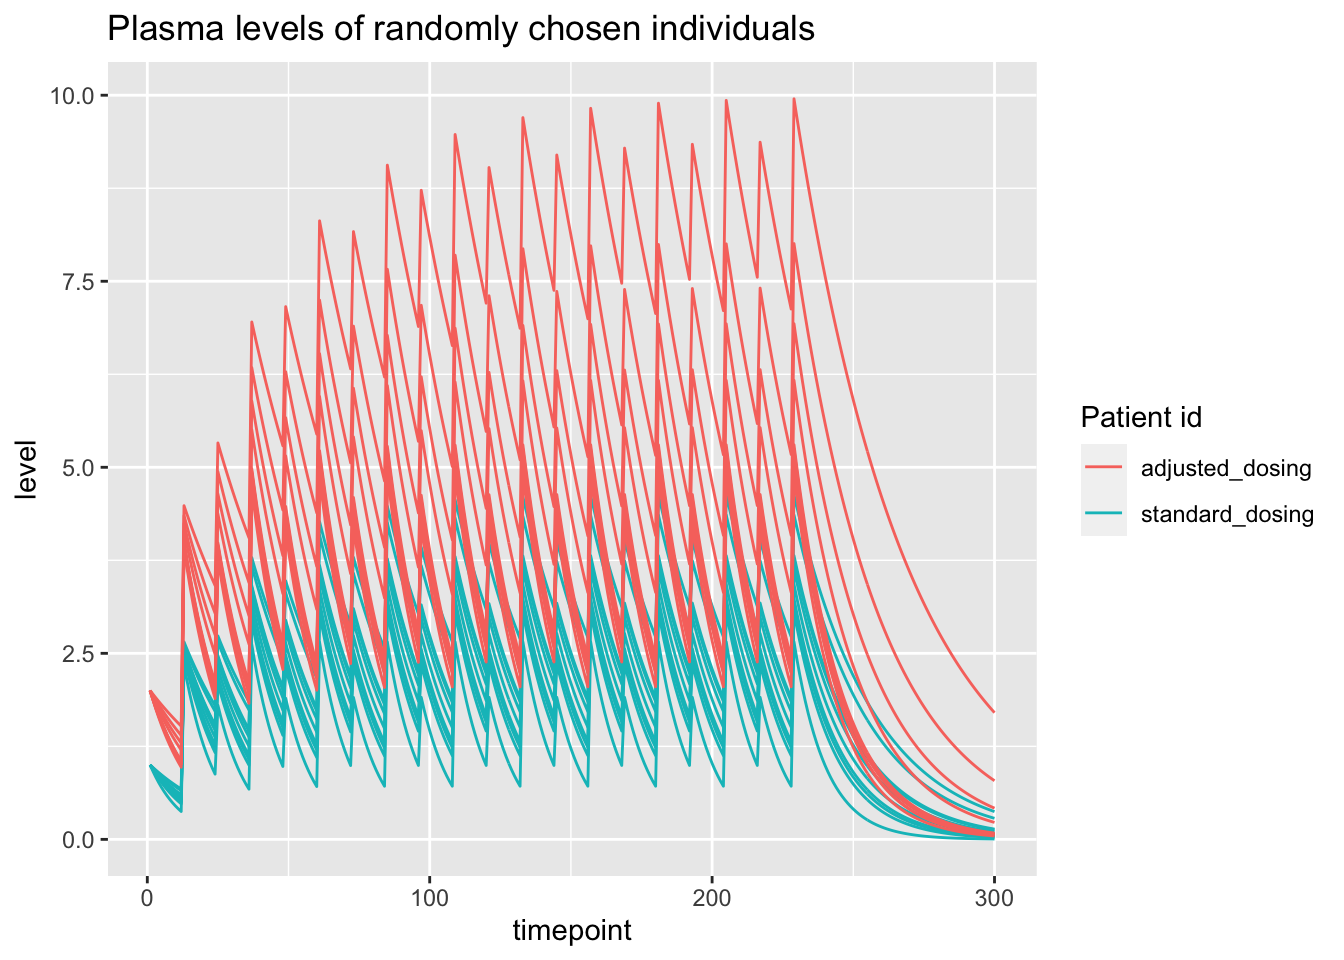 Plasma levels of randomly chosen individuals
10.0
7.5
5.0
2.5
0.0
level
0 100 200 300
timepoint
Patient id
adjusted_dosing
standard_dosing